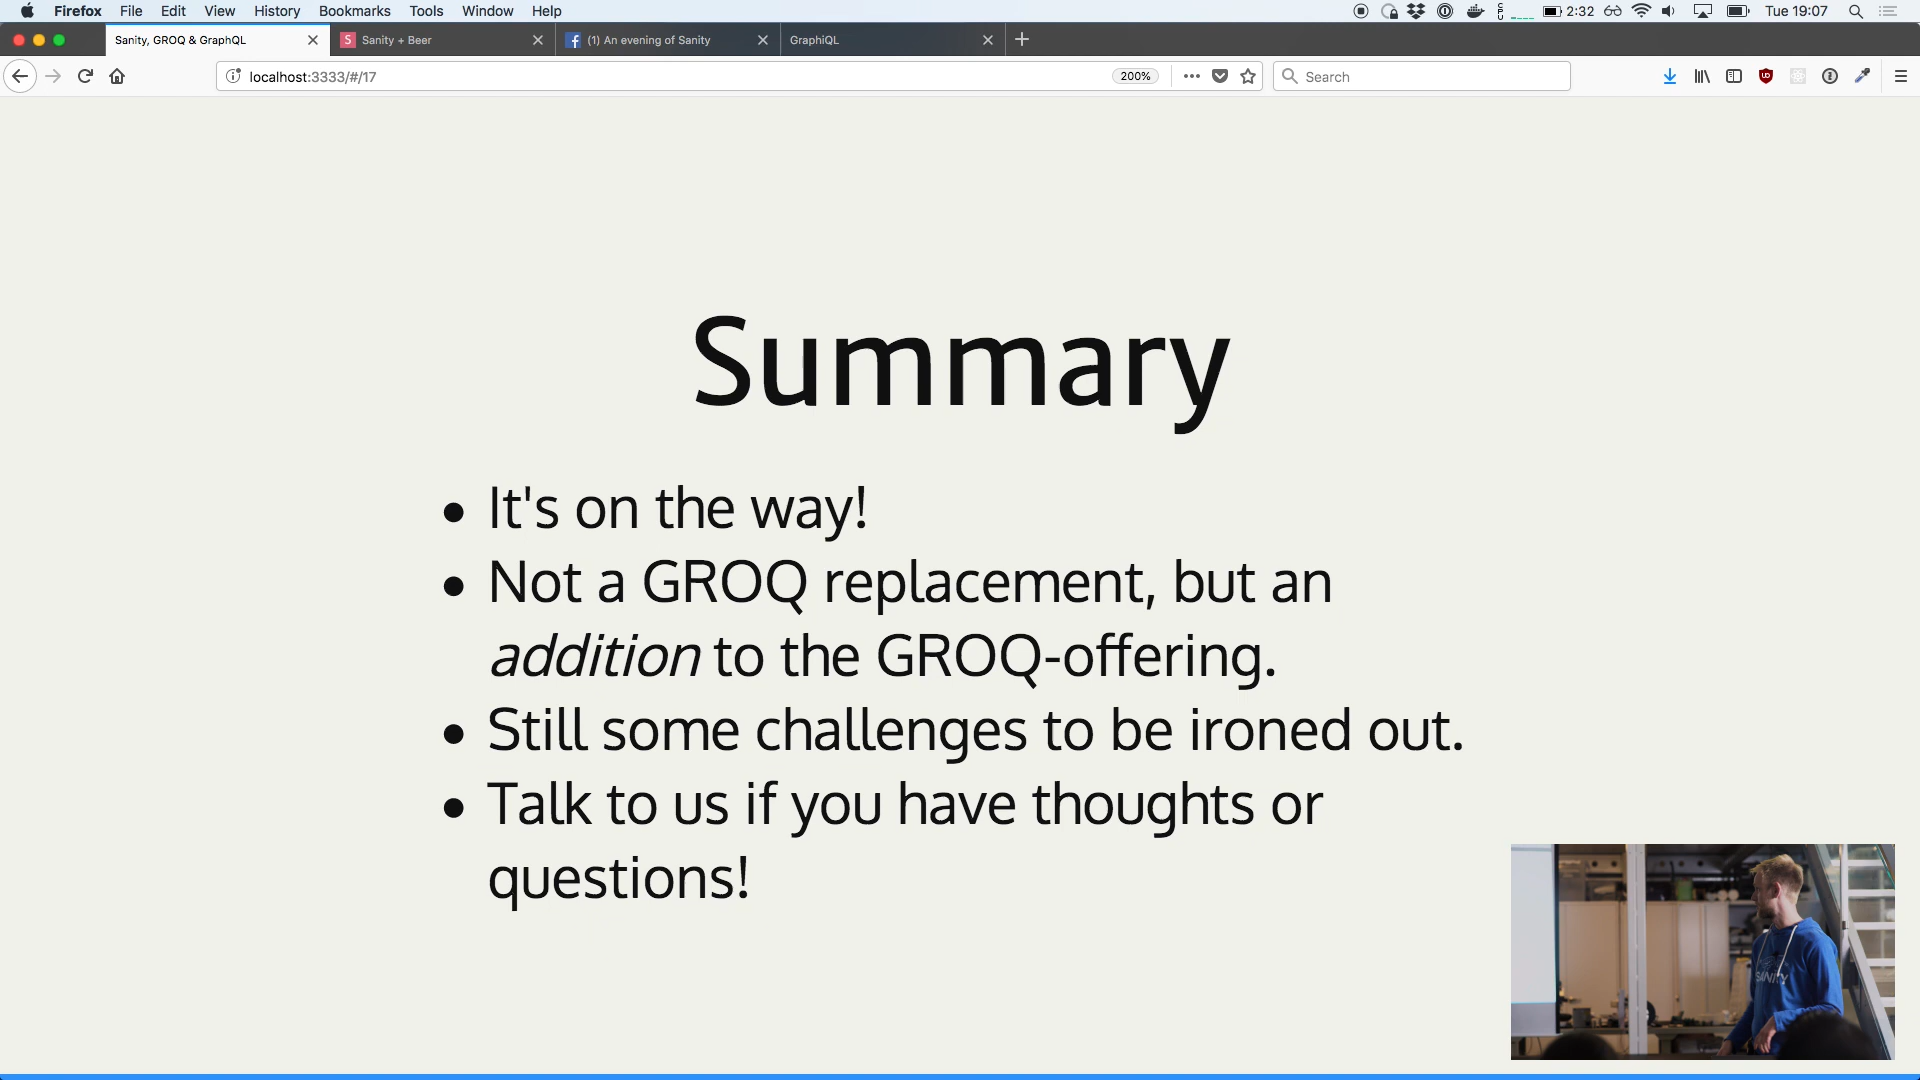 Firefox File Edit View History Bookmarks Tools Window Help 2:32 Tue 19:07
Sanity, GROQ & GraphQL S Sanity + Beer (1) An evening of Sanity GraphiQL
localhost:3333/#/17 200% Search
Summary
It's on the way!
Not a GROQ replacement, but an
addition to the GROQ-offering.
Still some challenges to be ironed out.
Talk to us if you have thoughts or
questions!
SANITY